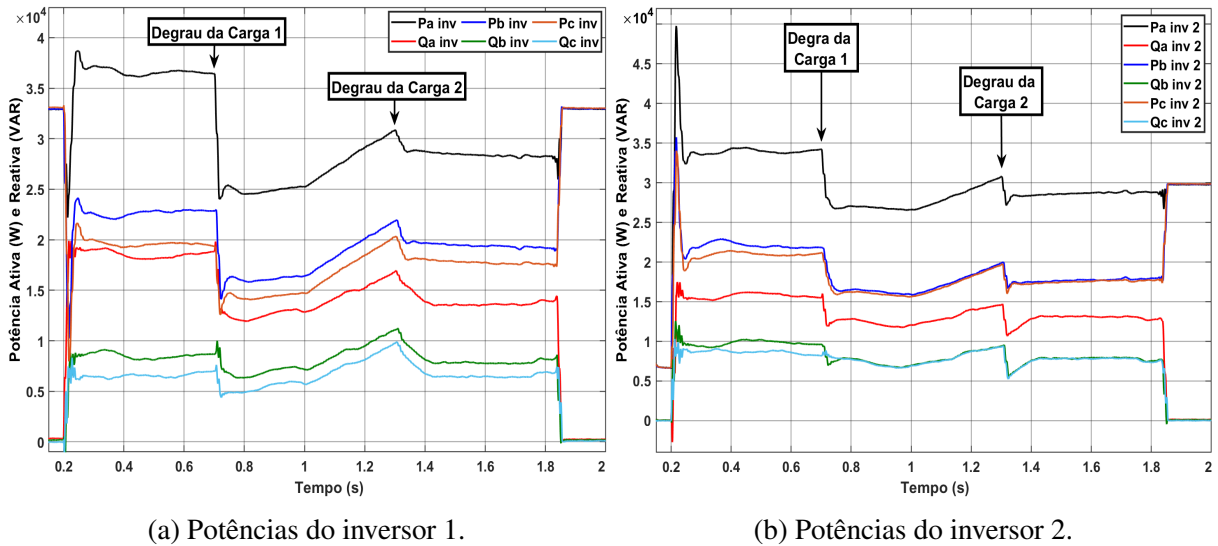 ×10⁴
Potência Ativa (W) e Reativa (VAR)
4
3.5
3
2.5
2
1.5
1
0.5
0
Degrau da Carga 1
Degrau da Carga 2
Pa inv Pb inv Pc inv
Qa inv Qb inv Qc inv
0.2 0.4 0.6 0.8 1 1.2 1.4 1.6 1.8 2
Tempo (s)
(a) Potências do inversor 1.
×10⁴
Potência Ativa (W) e Reativa (VAR)
4.5
4
3.5
3
2.5
2
1.5
1
0.5
0
Degra da
Carga 1
Degrau da
Carga 2
Pa inv 2
Qa inv 2
Pb inv 2
Qb inv 2
Pc inv 2
Qc inv 2
0.2 0.4 0.6 0.8 1 1.2 1.4 1.6 1.8 2
Tempo (s)
(b) Potências do inversor 2.